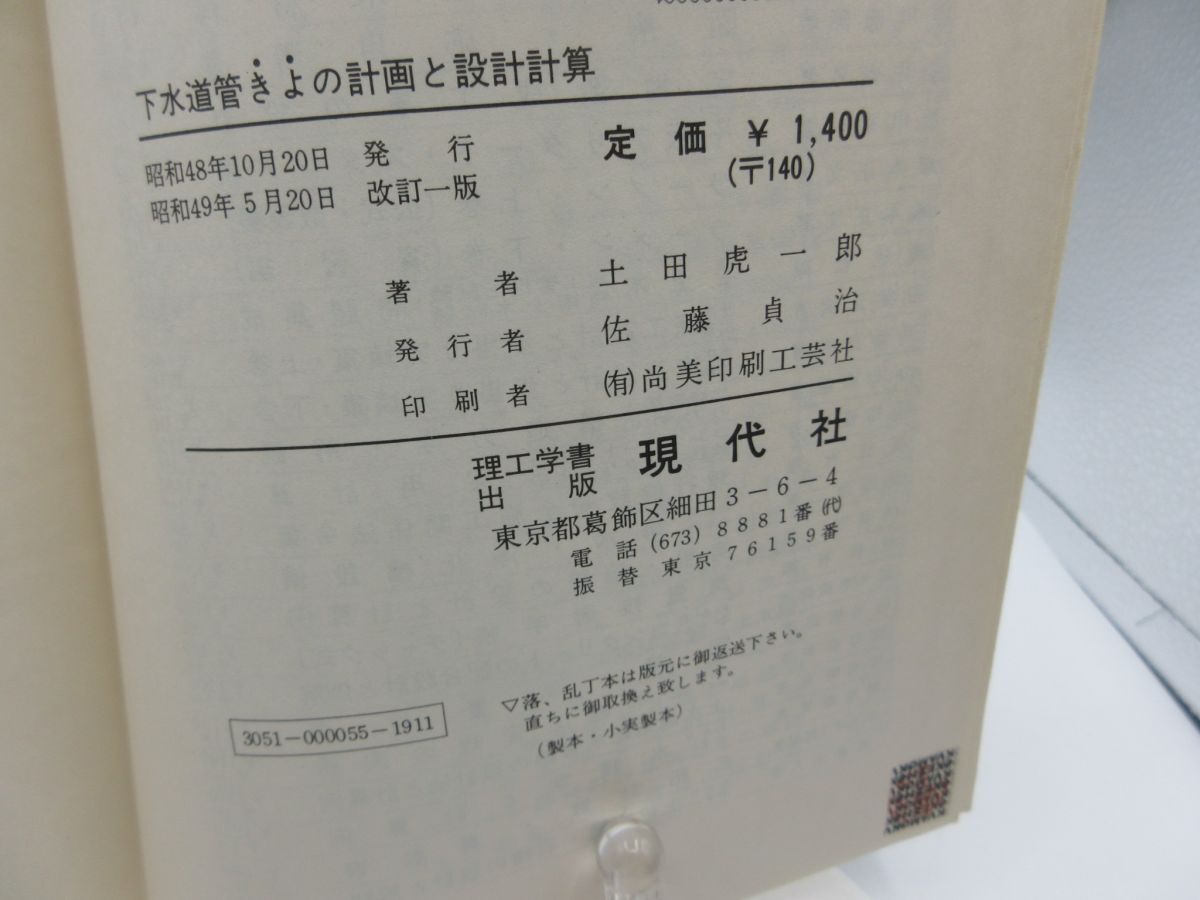 下水道管きよの計画と設計計算
昭和48年10月20日 発行 定価 ¥ 1,400
昭和49年5月20日 改訂一版 (〒140)
著者 土田虎一郎
発行者 佐藤貞治
印刷者 (有)尚美印刷工芸社
理工学書出版 現代社
東京都葛飾区細田3-6-4
電話 (673) 8881番(代)
振替 東京 76159番
▽落、乱丁本は版元に御返送下さい。
直ちに御取換え致します。
(製本・小実製本)
3051-000055-1911